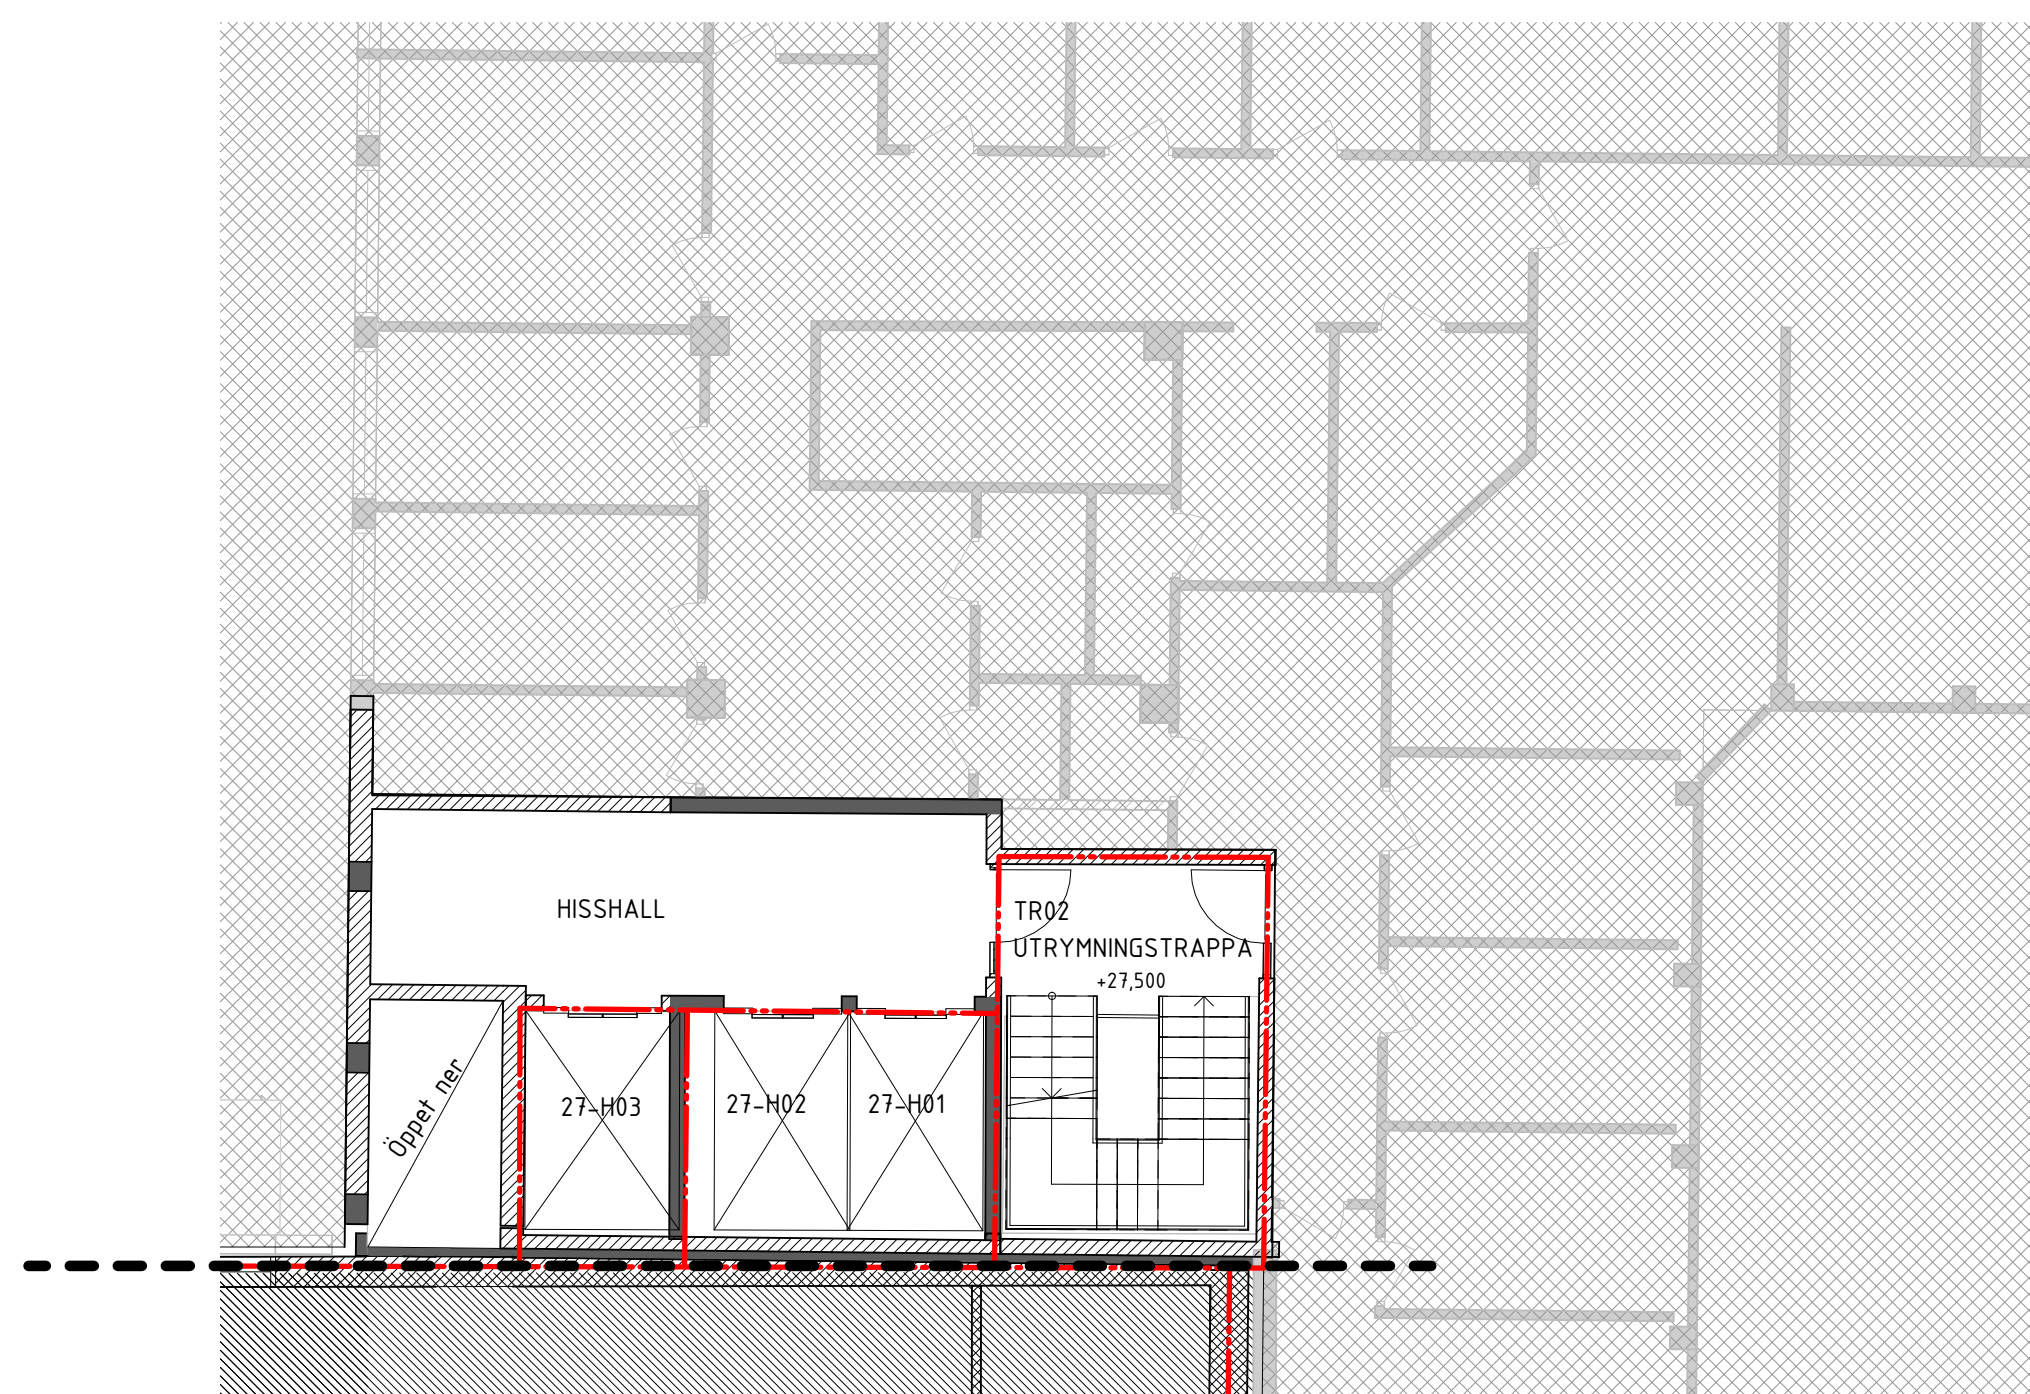 HISSHALL
TR02
UTRYMNINGSTRAPPA
+27,500
Öppet ner
27-H03
27-H02
27-H01